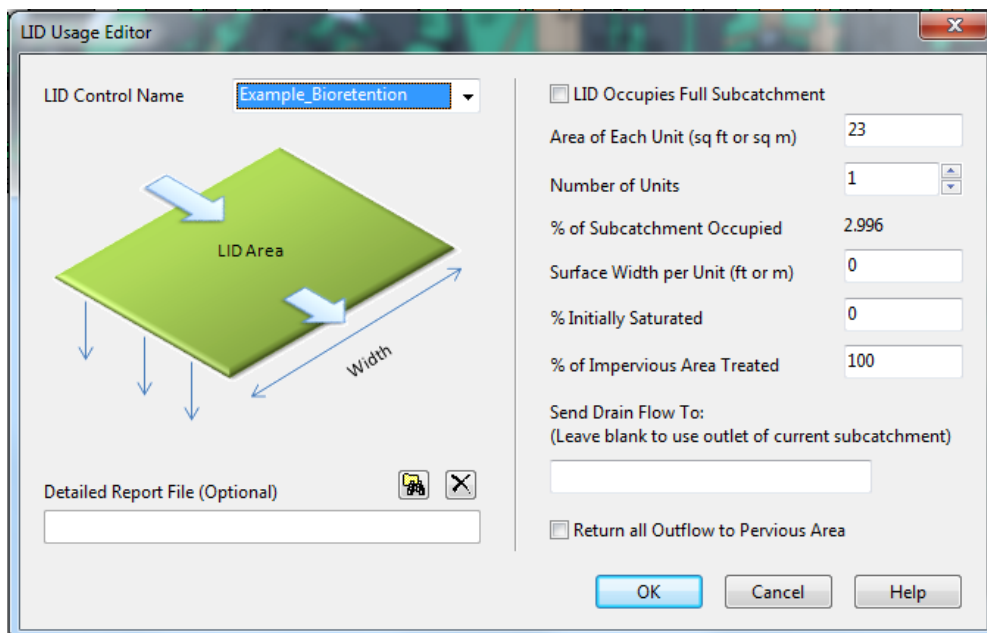 LID Usage Editor
LID Control Name
Example_Bioretention
LID Area
Width
Detailed Report File (Optional)
LID Occupies Full Subcatchment
Area of Each Unit (sq ft or sq m)
23
Number of Units
1
% of Subcatchment Occupied
2.996
Surface Width per Unit (ft or m)
0
% Initially Saturated
0
% of Impervious Area Treated
100
Send Drain Flow To:
(Leave blank to use outlet of current subcatchment)
Return all Outflow to Pervious Area
OK
Cancel
Help